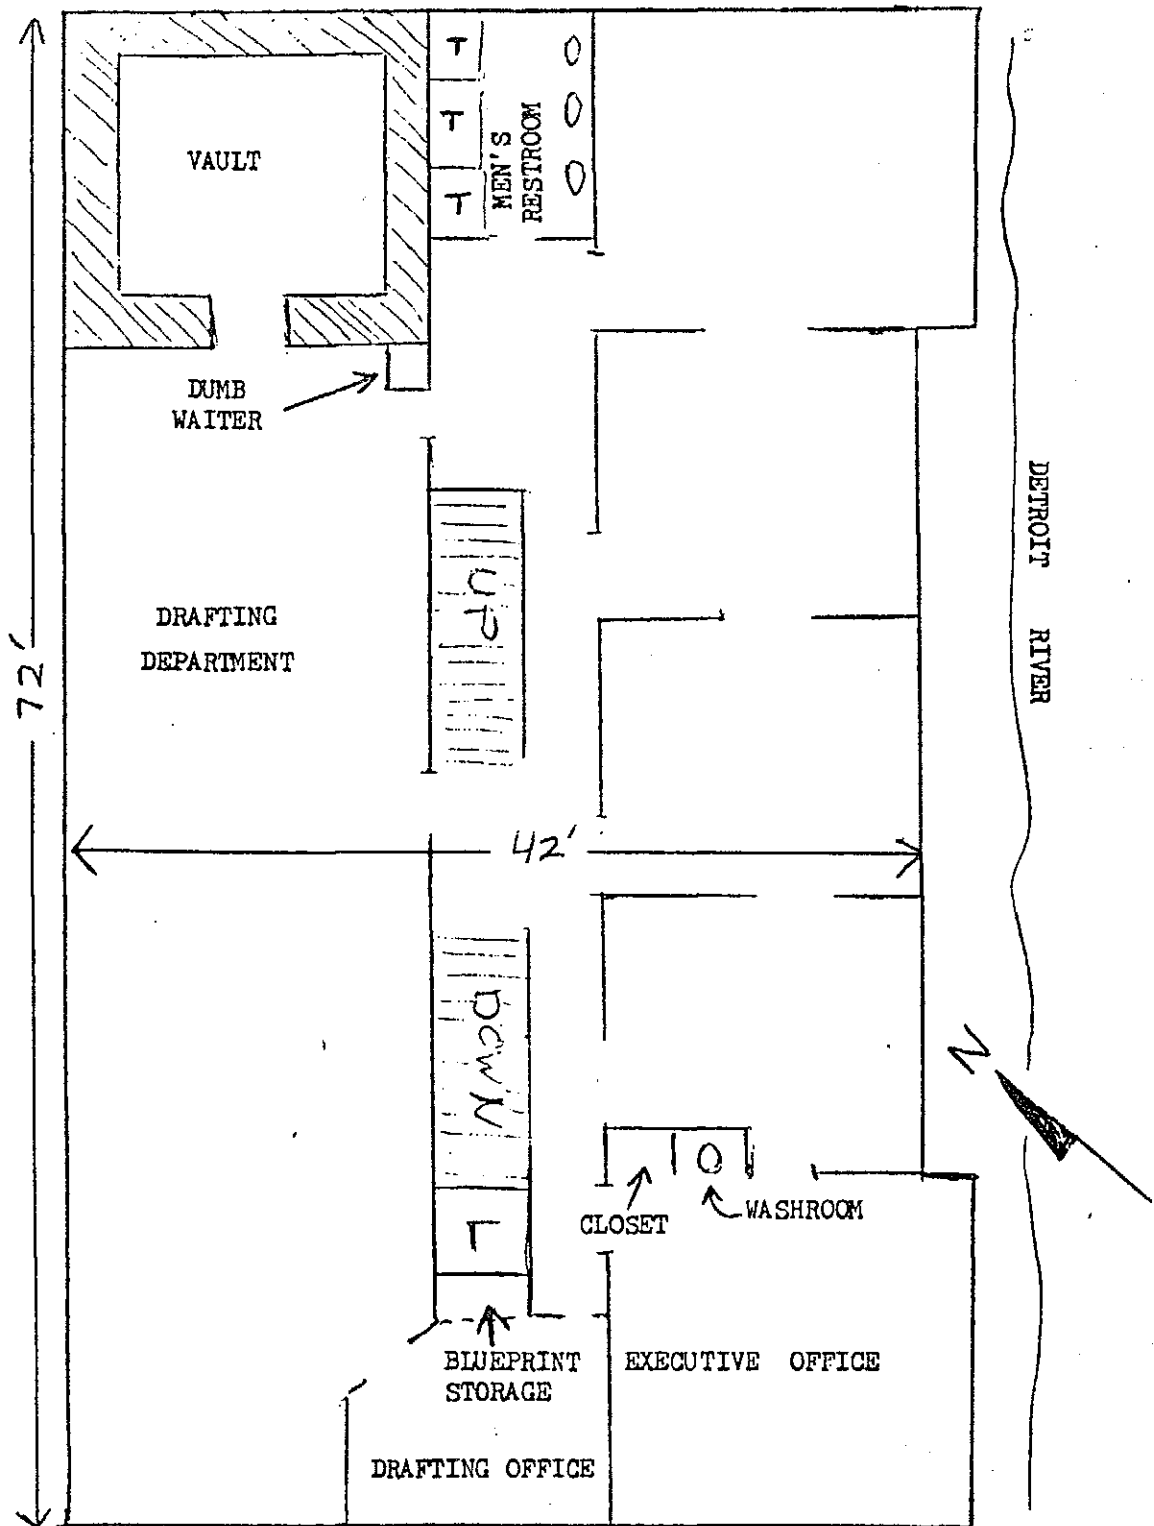 T
T
T
MEN'S
RESTROOM
VAULT
DUMB
WAITER
UP
DETROIT RIVER
DRAFTING
DEPARTMENT
72'
42'
DOWN
N
CLOSET
WASHROOM
T
BLUEPRINT
STORAGE
EXECUTIVE OFFICE
DRAFTING OFFICE